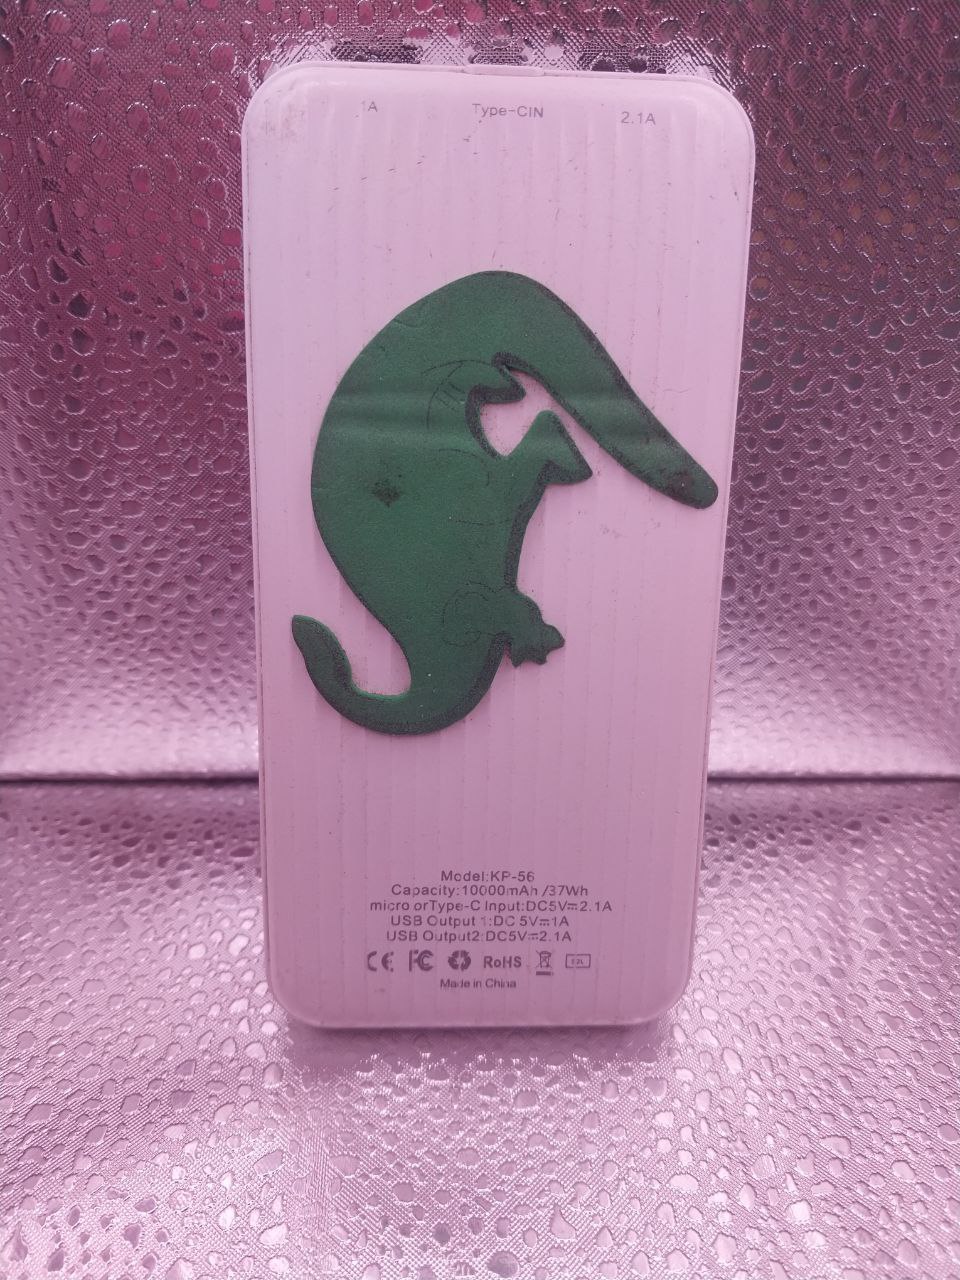 1A Type-CIN 2.1A
Model:KP-56
Capacity:10000mAh /37Wh
micro orType-C Input:DC5V⎓2.1A
USB Output 1:DC 5V⎓1A
USB Output2:DC5V⎓2.1A
CE FC RoHS
Made in China